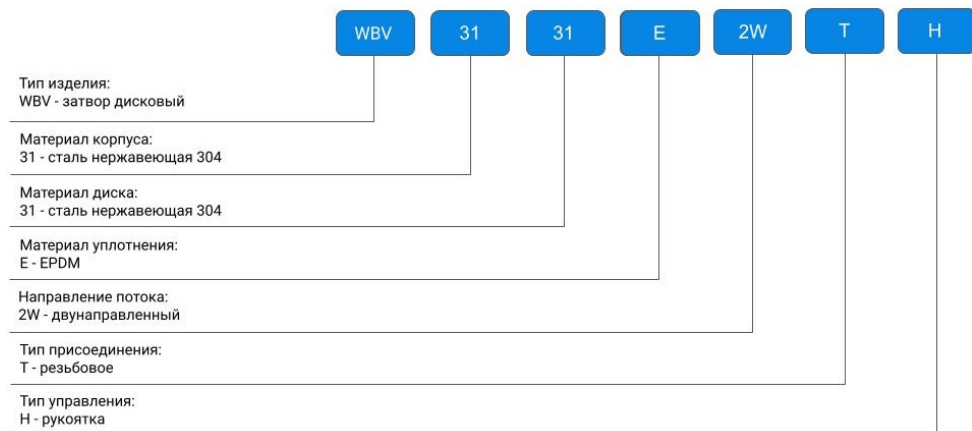 WBV 31 31 E 2W T H
Тип изделия:
WBV - затвор дисковый
Материал корпуса:
31 - сталь нержавеющая 304
Материал диска:
31 - сталь нержавеющая 304
Материал уплотнения:
E - EPDM
Направление потока:
2W - двунаправленный
Тип присоединения:
T - резьбовое
Тип управления:
H - рукоятка